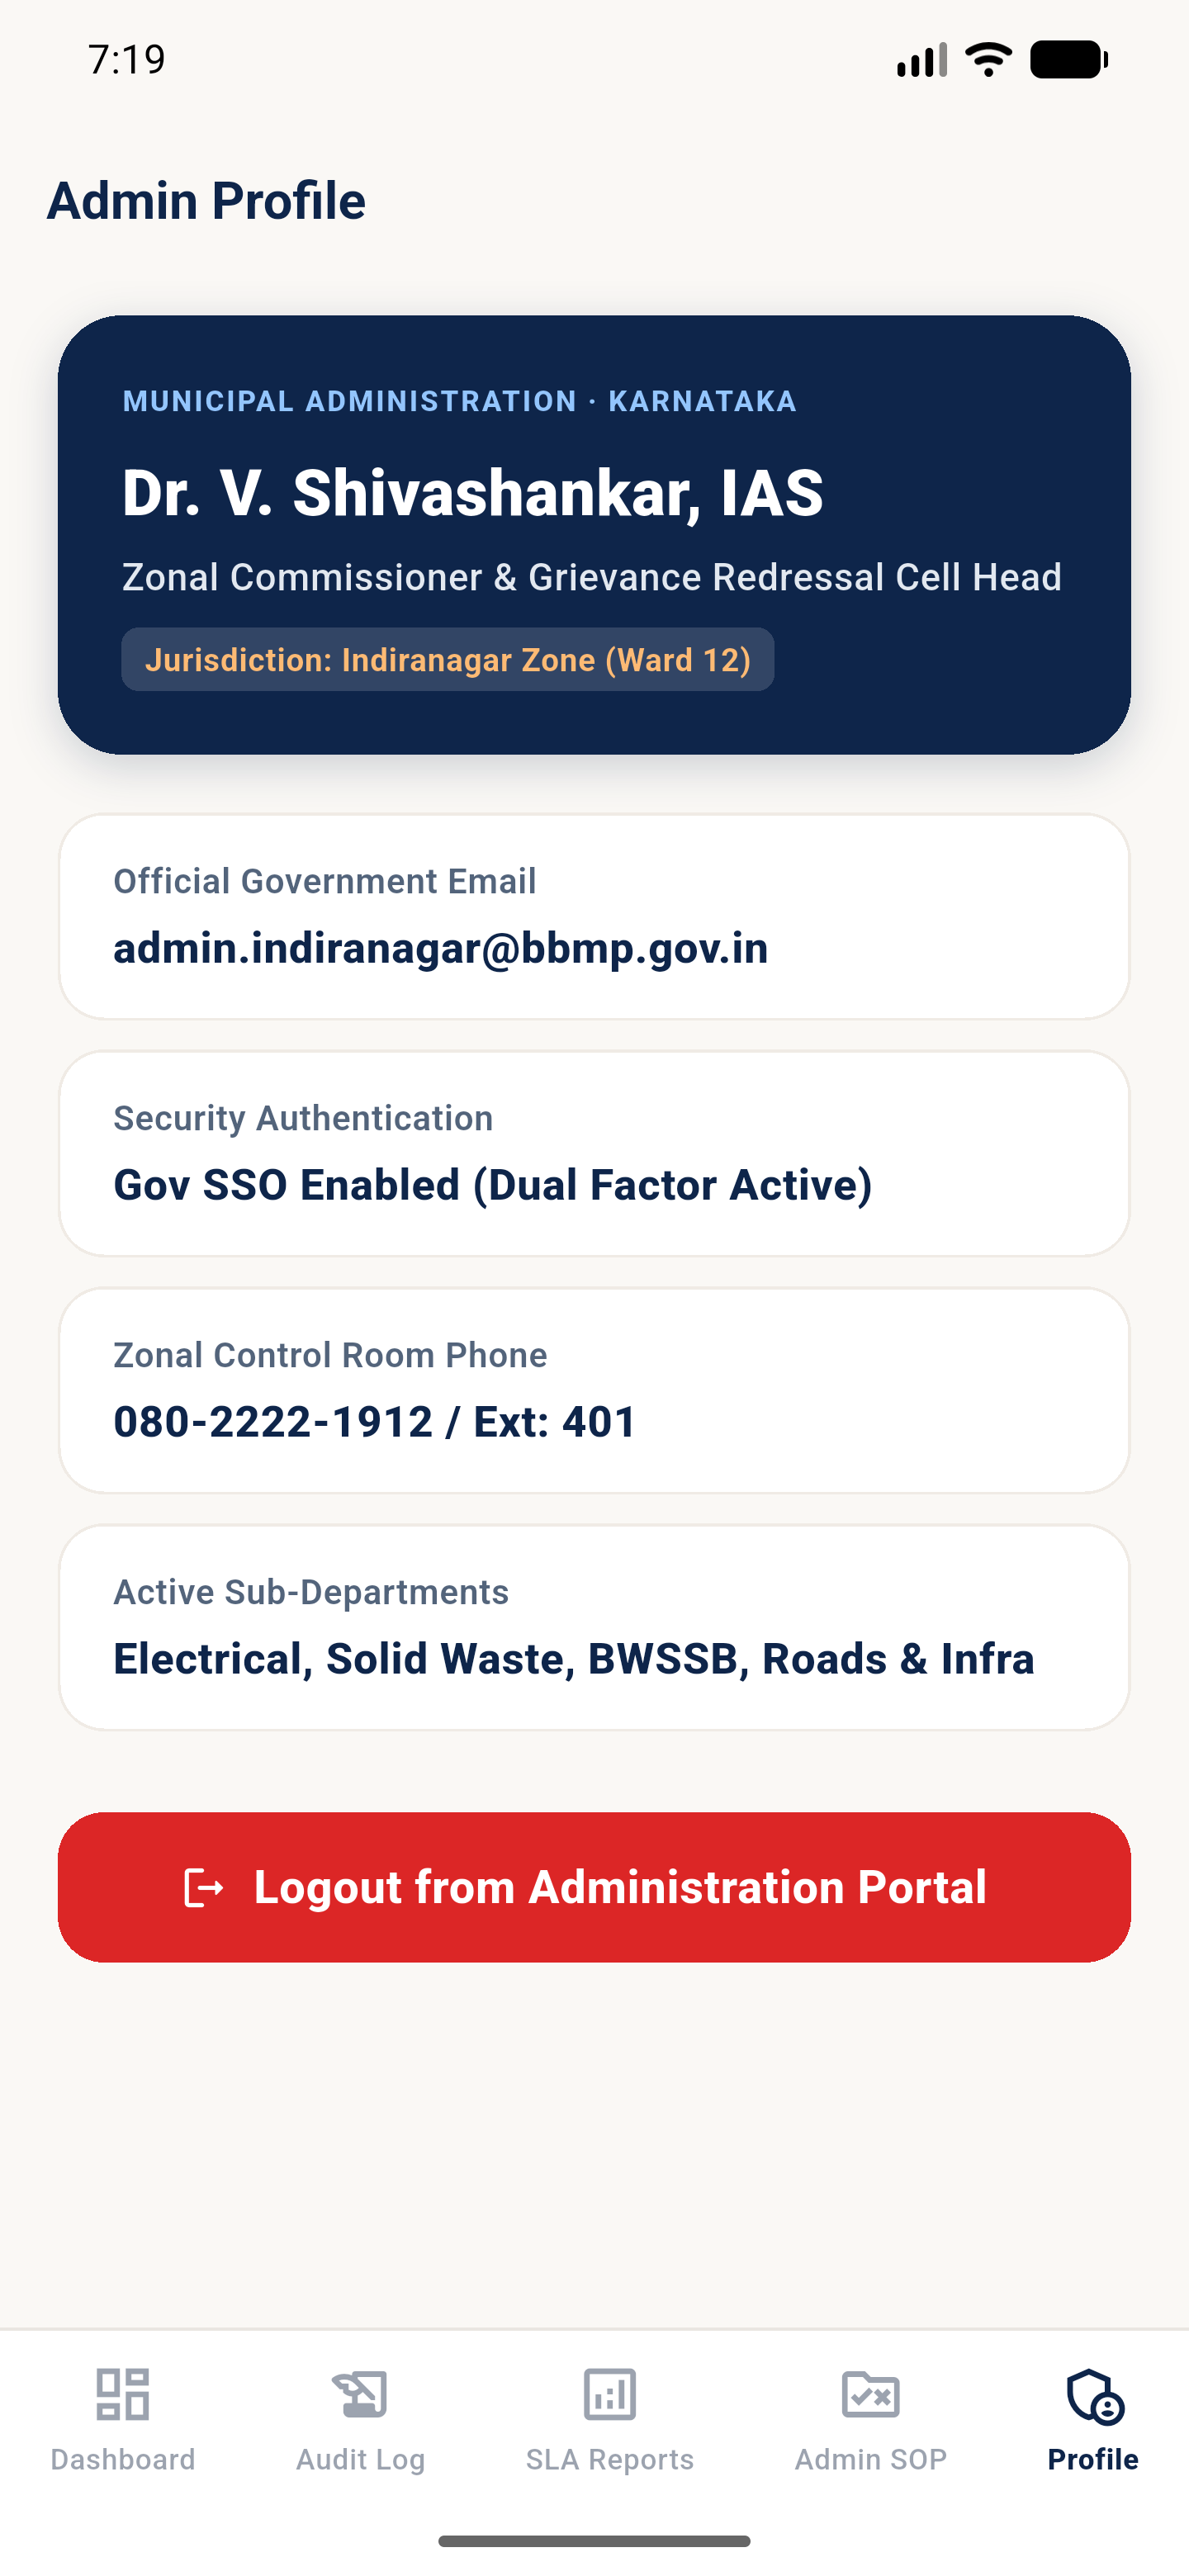 7:19
Admin Profile
MUNICIPAL ADMINISTRATION · KARNATAKA
Dr. V. Shivashankar, IAS
Zonal Commissioner & Grievance Redressal Cell Head
Jurisdiction: Indiranagar Zone (Ward 12)
Official Government Email
admin.indiranagar@bbmp.gov.in
Security Authentication
Gov SSO Enabled (Dual Factor Active)
Zonal Control Room Phone
080-2222-1912 / Ext: 401
Active Sub-Departments
Electrical, Solid Waste, BWSSB, Roads & Infra
Logout from Administration Portal
Dashboard
Audit Log
SLA Reports
Admin SOP
Profile